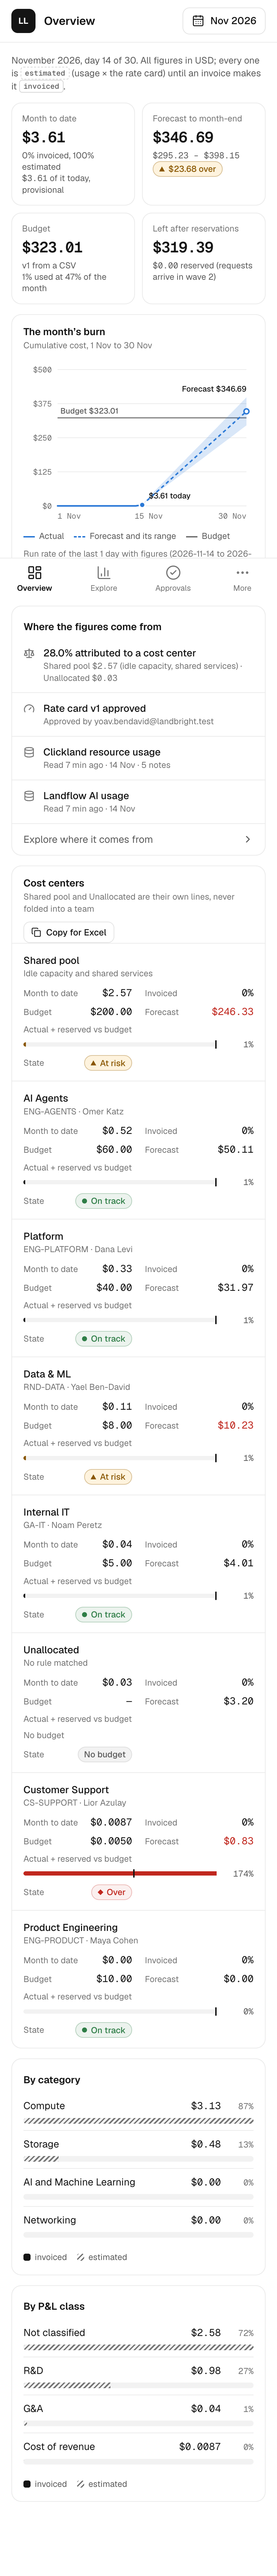 LL Overview Nov 2026
November 2026, day 14 of 30. All figures in USD; every one
is estimated (usage × the rate card) until an invoice makes
it invoiced.
Month to date
$3.61
0% invoiced, 100%
estimated
$3.61 of it today,
provisional
Forecast to month-end
$346.69
$295.23 – $398.15
$23.68 over
Budget
$323.01
v1 from a CSV
1% used at 47% of the
month
Left after reservations
$319.39
$0.00 reserved (requests
arrive in wave 2)
The month's burn
Cumulative cost, 1 Nov to 30 Nov
$500
Forecast $346.69
$375
Budget $323.01
$250
$125
$3.61 today
$0
1 Nov 15 Nov 30 Nov
Actual Forecast and its range Budget
Run rate of the last 1 day with figures (2026-11-14 to 2026-
Overview Explore Approvals More
Where the figures come from
28.0% attributed to a cost center
Shared pool $2.57 (idle capacity, shared services) ·
Unallocated $0.03
Rate card v1 approved
Approved by yoav.bendavid@landbright.test
Clickland resource usage
Read 7 min ago · 14 Nov · 5 notes
Landflow AI usage
Read 7 min ago · 14 Nov
Explore where it comes from
Cost centers
Shared pool and Unallocated are their own lines, never
folded into a team
Copy for Excel
Shared pool
Idle capacity and shared services
Month to date $2.57 Invoiced 0%
Budget $200.00 Forecast $246.33
Actual + reserved vs budget
1%
State At risk
AI Agents
ENG-AGENTS · Omer Katz
Month to date $0.52 Invoiced 0%
Budget $60.00 Forecast $50.11
Actual + reserved vs budget
1%
State On track
Platform
ENG-PLATFORM · Dana Levi
Month to date $0.33 Invoiced 0%
Budget $40.00 Forecast $31.97
Actual + reserved vs budget
1%
State On track
Data & ML
RND-DATA · Yael Ben-David
Month to date $0.11 Invoiced 0%
Budget $8.00 Forecast $10.23
Actual + reserved vs budget
1%
State At risk
Internal IT
GA-IT · Noam Peretz
Month to date $0.04 Invoiced 0%
Budget $5.00 Forecast $4.01
Actual + reserved vs budget
1%
State On track
Unallocated
No rule matched
Month to date $0.03 Invoiced 0%
Budget – Forecast $3.20
Actual + reserved vs budget
No budget
State No budget
Customer Support
CS-SUPPORT · Lior Azulay
Month to date $0.0087 Invoiced 0%
Budget $0.0050 Forecast $0.83
Actual + reserved vs budget
174%
State Over
Product Engineering
ENG-PRODUCT · Maya Cohen
Month to date $0.00 Invoiced 0%
Budget $10.00 Forecast $0.00
Actual + reserved vs budget
0%
State On track
By category
Compute $3.13 87%
Storage $0.48 13%
AI and Machine Learning $0.00 0%
Networking $0.00 0%
invoiced estimated
By P&L class
Not classified $2.58 72%
R&D $0.98 27%
G&A $0.04 1%
Cost of revenue $0.0087 0%
invoiced estimated